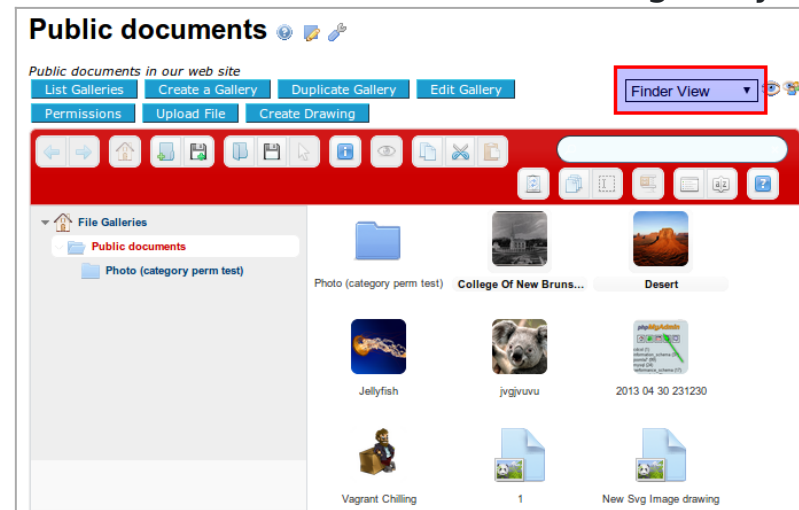 Public documents
Public documents in our web site
List Galleries Create a Gallery Duplicate Gallery Edit Gallery
Finder View
Permissions Upload File Create Drawing
File Galleries
Public documents
Photo (category perm test)
Photo (category perm test) College Of New Bruns... Desert
phpMyAdmin
Jellyfish jvgjvuvu 2013 04 30 231230
Vagrant Chilling 1 New Svg Image drawing